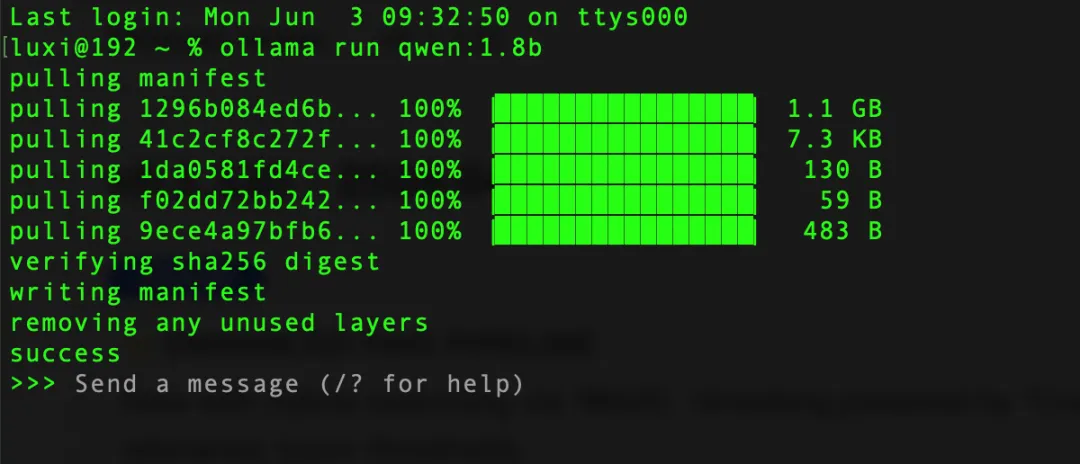 Last login: Mon Jun  3 09:32:50 on ttys000
[luxi@192 ~ % ollama run qwen:1.8b
pulling manifest
pulling 1296b084ed6b... 100% 1.1 GB
pulling 41c2cf8c272f... 100% 7.3 KB
pulling 1da0581fd4ce... 100% 130 B
pulling f02dd72bb242... 100% 59 B
pulling 9ece4a97bfb6... 100% 483 B
verifying sha256 digest
writing manifest
removing any unused layers
success
>>> Send a message (/? for help)